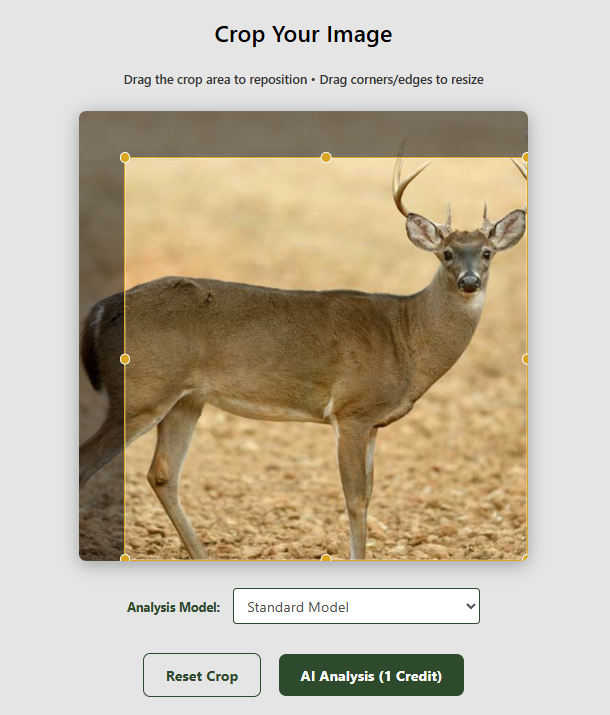 Crop Your Image
Drag the crop area to reposition • Drag corners/edges to resize
Analysis Model:
Standard Model
Reset Crop
AI Analysis (1 Credit)